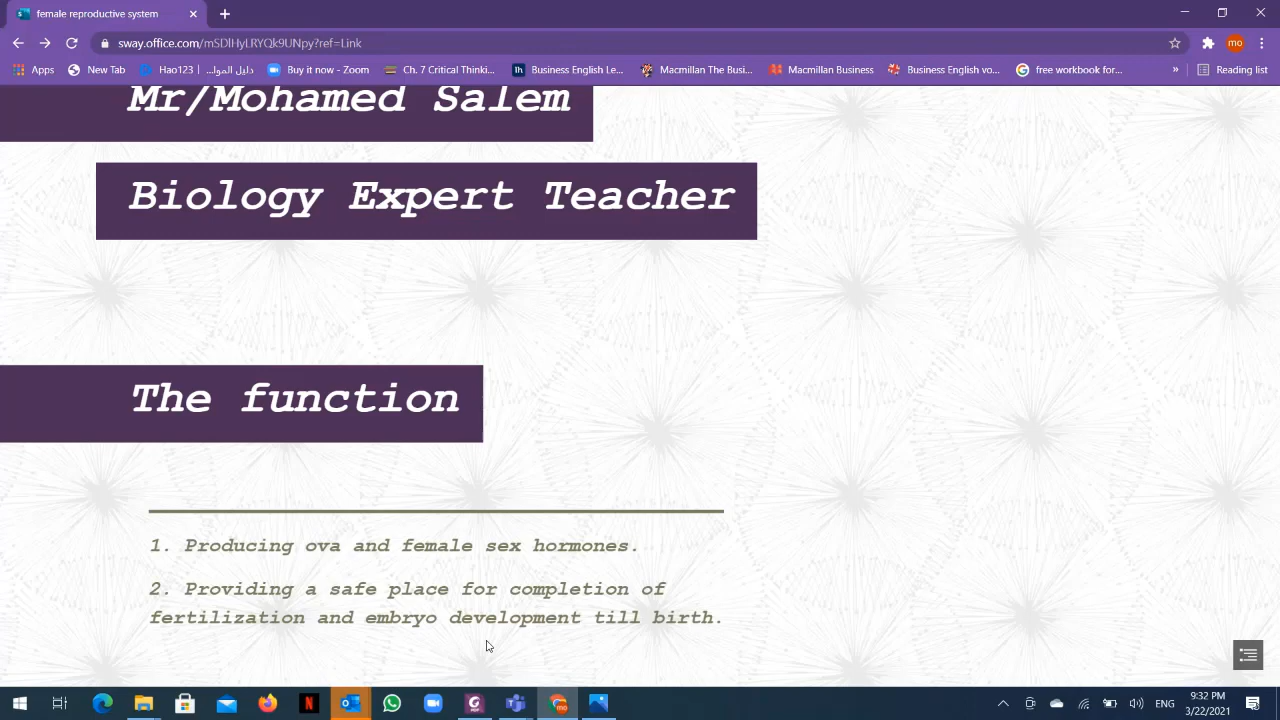 female reproductive system
sway.office.com/mSDlHyLRYQk9UNpy?ref=Link
mo
Apps
New Tab
Hao123
دليل الموا...
Buy it now - Zoom
Ch. 7 Critical Thinki...
Business English Le...
Macmillan The Busi...
Macmillan Business
Business English vo...
free workbook for...
»
Reading list
Mr/Mohamed Salem
Biology Expert Teacher
The function
1. Producing ova and female sex hormones.
2. Providing a safe place for completion of
fertilization and embryo development till birth.
ENG
9:32 PM
3/22/2021